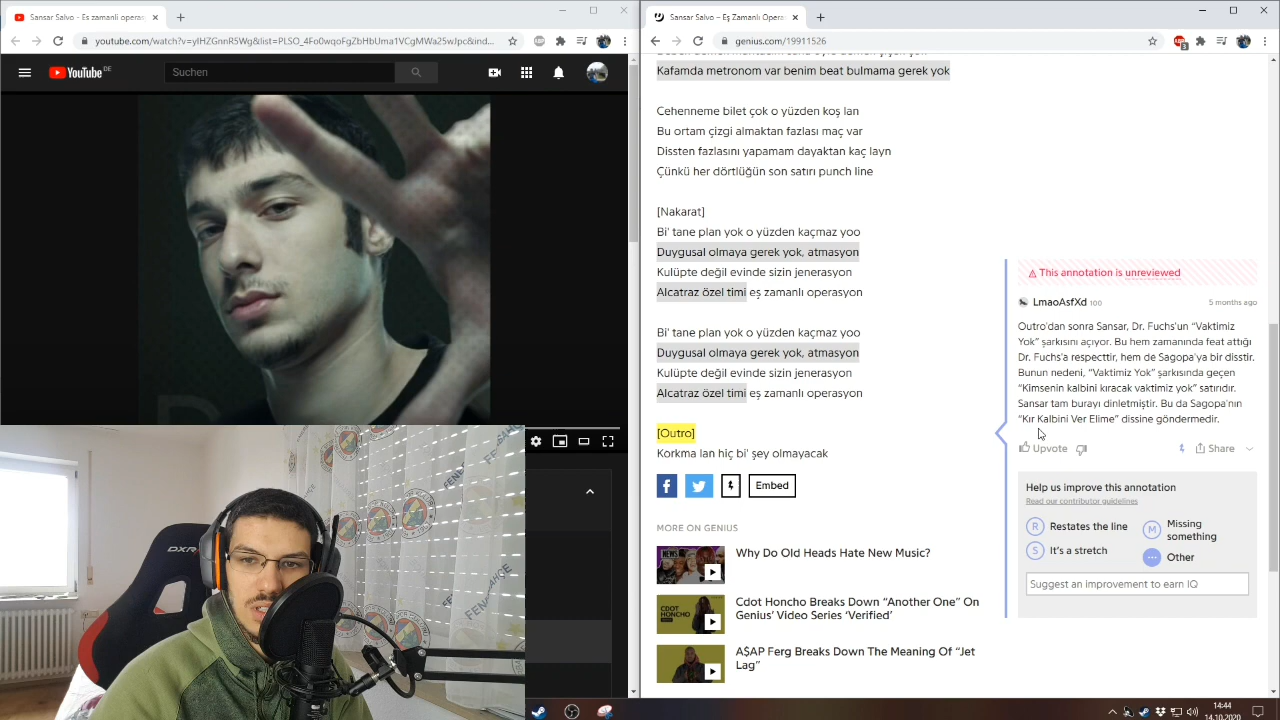 Sansar Salvo - Es zamanli operas
youtube.com/watch?v=yIHZGnnR5Wg&list=PLSO_4Fo0wqoFgZbHbUma1VCgMWa25wJpc&ind...
YouTube DE
Suchen
Sansar Salvo – Eş Zamanlı Opera
genius.com/19911526
Kafamda metronom var benim beat bulmama gerek yok
Cehenneme bilet çok o yüzden koş lan
Bu ortam çizgi almaktan fazlası maç var
Dissten fazlasını yapamam dayaktan kaç layn
Çünkü her dörtlüğün son satırı punch line
[Nakarat]
Bi' tane plan yok o yüzden kaçmaz yoo
Duygusal olmaya gerek yok, atmasyon
Kulüpte değil evinde sizin jenerasyon
Alcatraz özel timi eş zamanlı operasyon
Bi' tane plan yok o yüzden kaçmaz yoo
Duygusal olmaya gerek yok, atmasyon
Kulüpte değil evinde sizin jenerasyon
Alcatraz özel timi eş zamanlı operasyon
[Outro]
Korkma lan hiç bi' şey olmayacak
Embed
MORE ON GENIUS
Why Do Old Heads Hate New Music?
Cdot Honcho Breaks Down “Another One” On
Genius' Video Series ‘Verified’
A$AP Ferg Breaks Down The Meaning Of “Jet
Lag”
This annotation is unreviewed
LmaoAsfXd 100
5 months ago
Outro'dan sonra Sansar, Dr. Fuchs'un “Vaktimiz
Yok” şarkısını açıyor. Bu hem zamanında feat attığı
Dr. Fuchs'a respecttir, hem de Sagopa'ya bir disstir.
Bunun nedeni, “Vaktimiz Yok” şarkısında geçen
“Kimsenin kalbini kıracak vaktimiz yok” satırıdır.
Sansar tam burayı dinletmiştir. Bu da Sagopa'nın
“Kır Kalbini Ver Elime” dissine göndermedir.
Upvote
Share
Help us improve this annotation
Read our contributor guidelines
R Restates the line
M Missing
something
S It's a stretch
Other
Suggest an improvement to earn IQ
DXR
14:44
14.10.2020